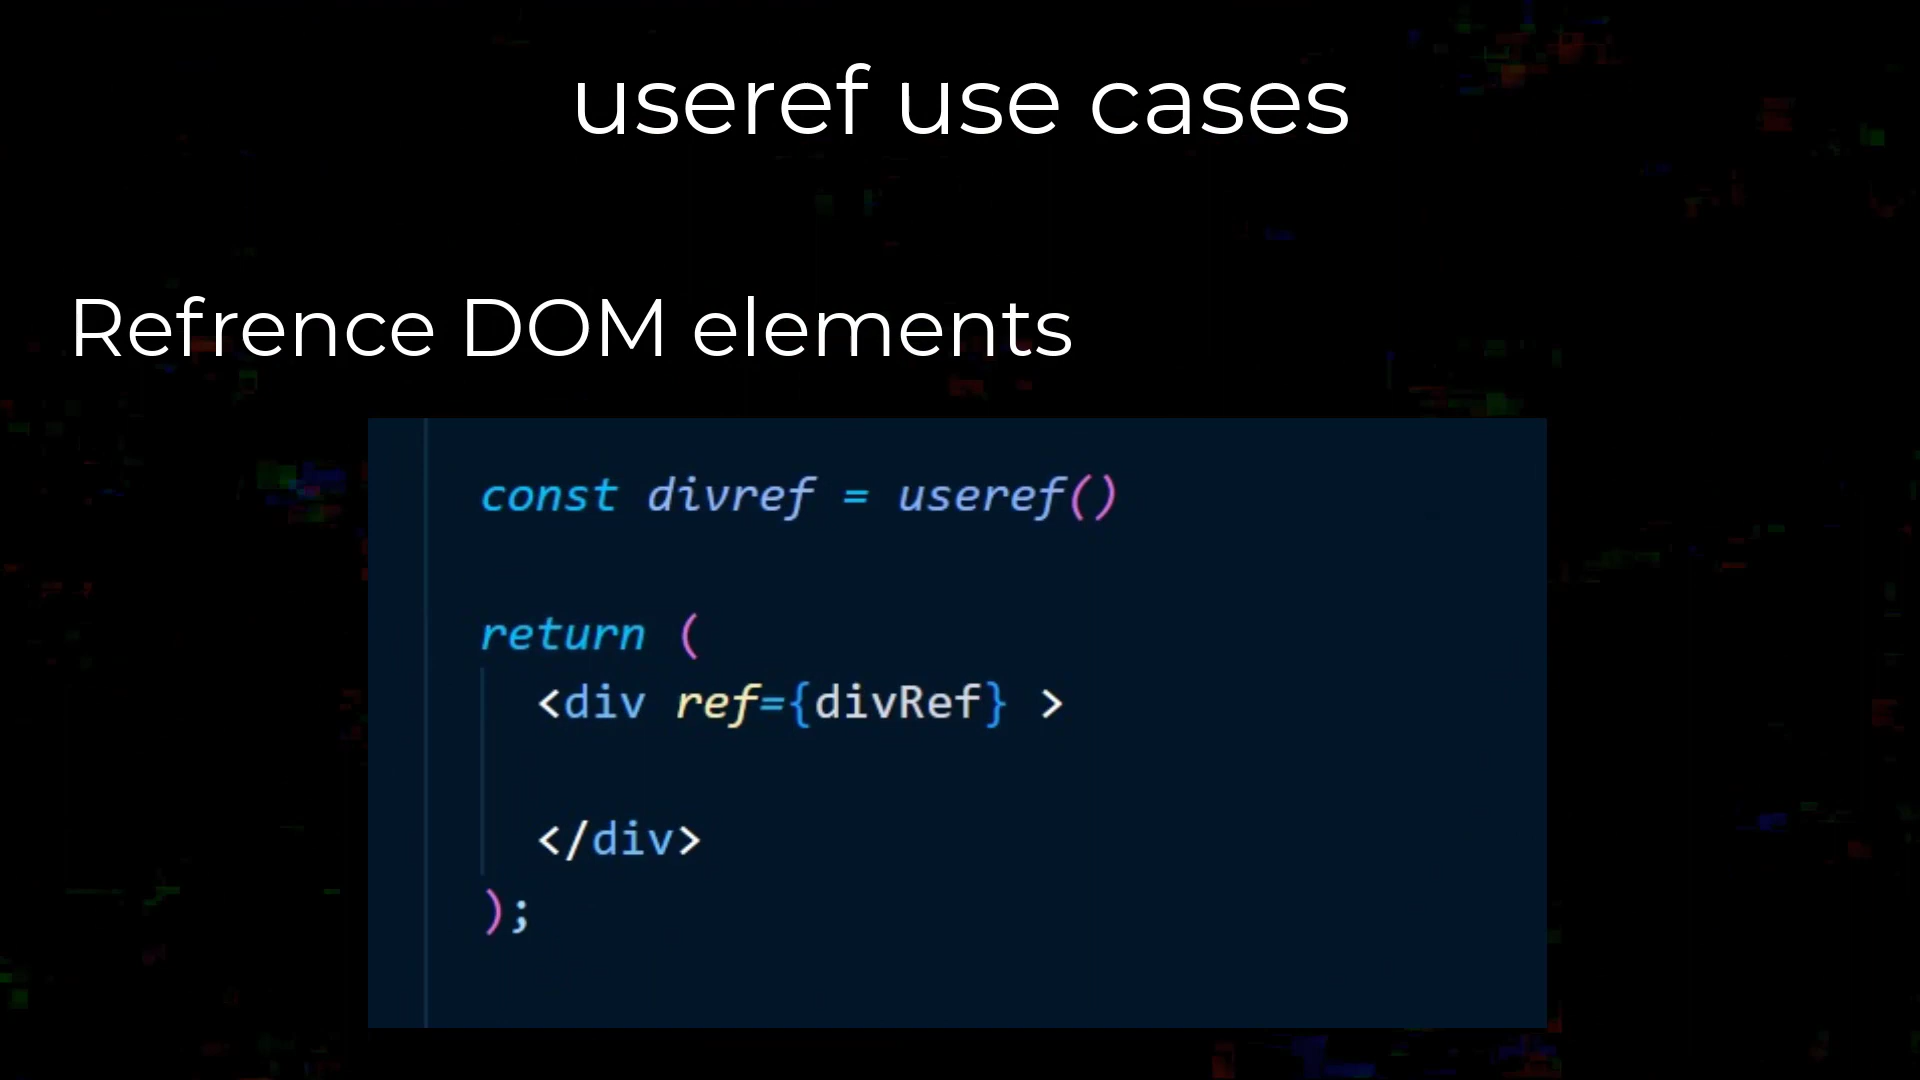 useref use cases
Refrence DOM elements
const divref = useref()
return (
<div ref={divRef} >
</div>
);